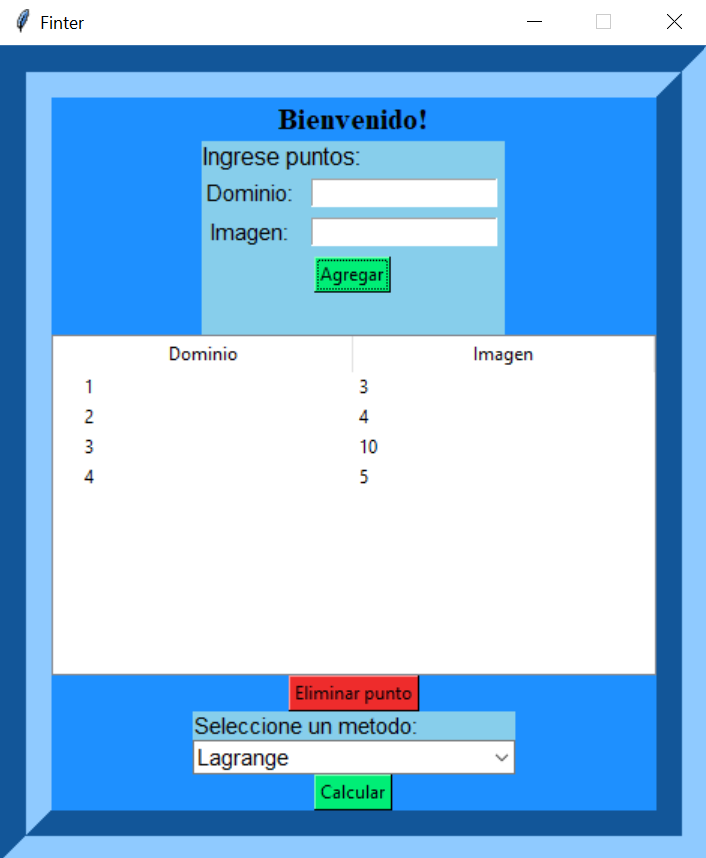 Finter
Bienvenido!
Ingrese puntos:
Dominio:
Imagen:
Agregar
Dominio Imagen
1 3
2 4
3 10
4 5
Eliminar punto
Seleccione un metodo:
Lagrange
Calcular